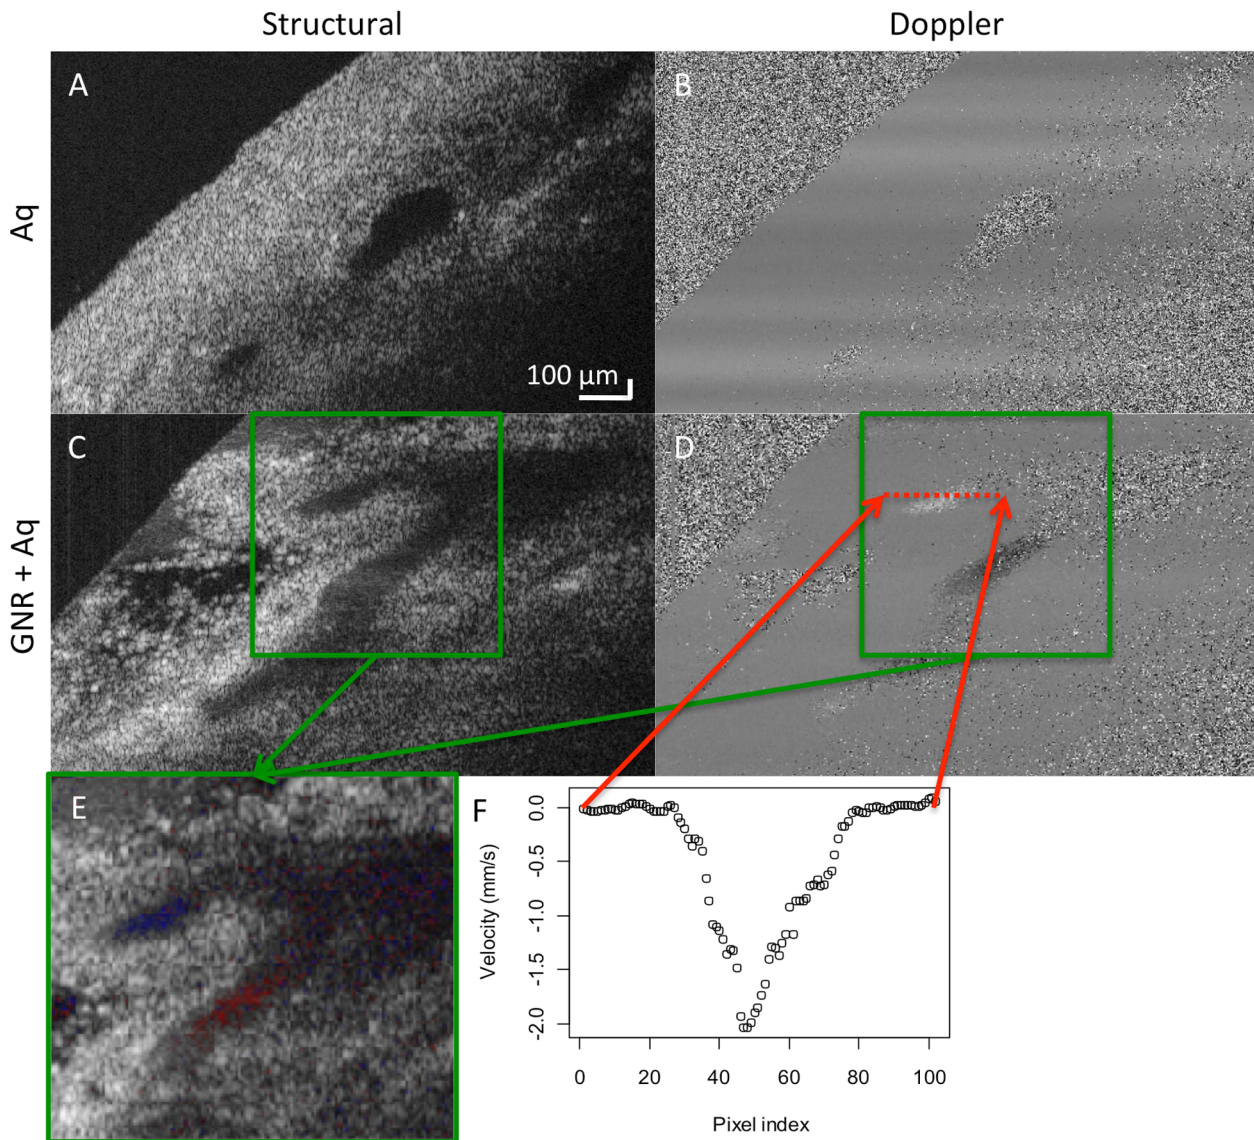 Structural
Doppler
Aq
A
B
100 µm
GNR + Aq
C
D
E
F
Velocity (mm/s)
0.0
-0.5
-1.0
-1.5
-2.0
0 20 40 60 80 100
Pixel index